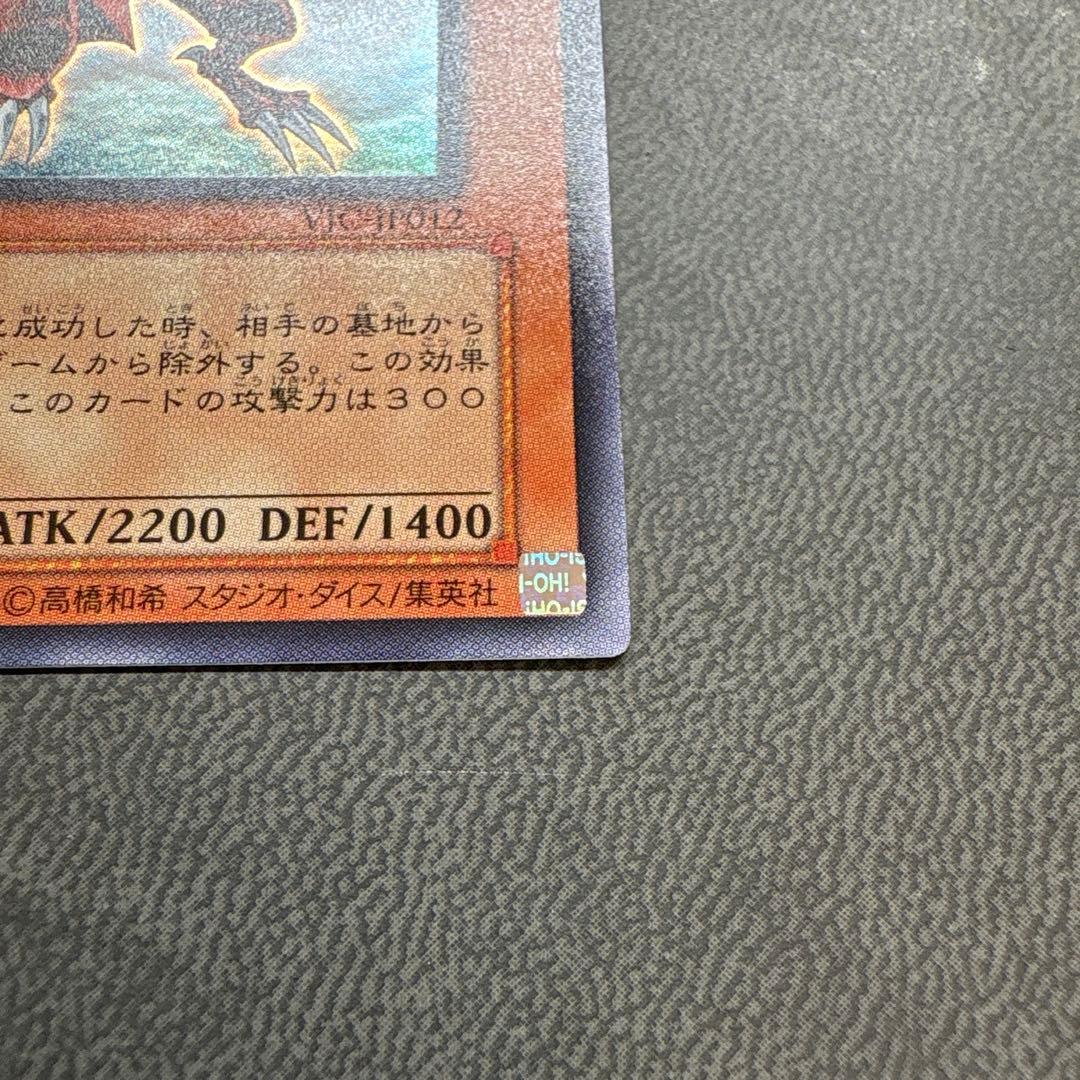 VJC-JP012
に成功した時、相手の墓地から
ゲームから除外する。この効果
このカードの攻撃力は３００
ATK/2200 DEF/1400
©高橋和希 スタジオ・ダイス/集英社
-OH!